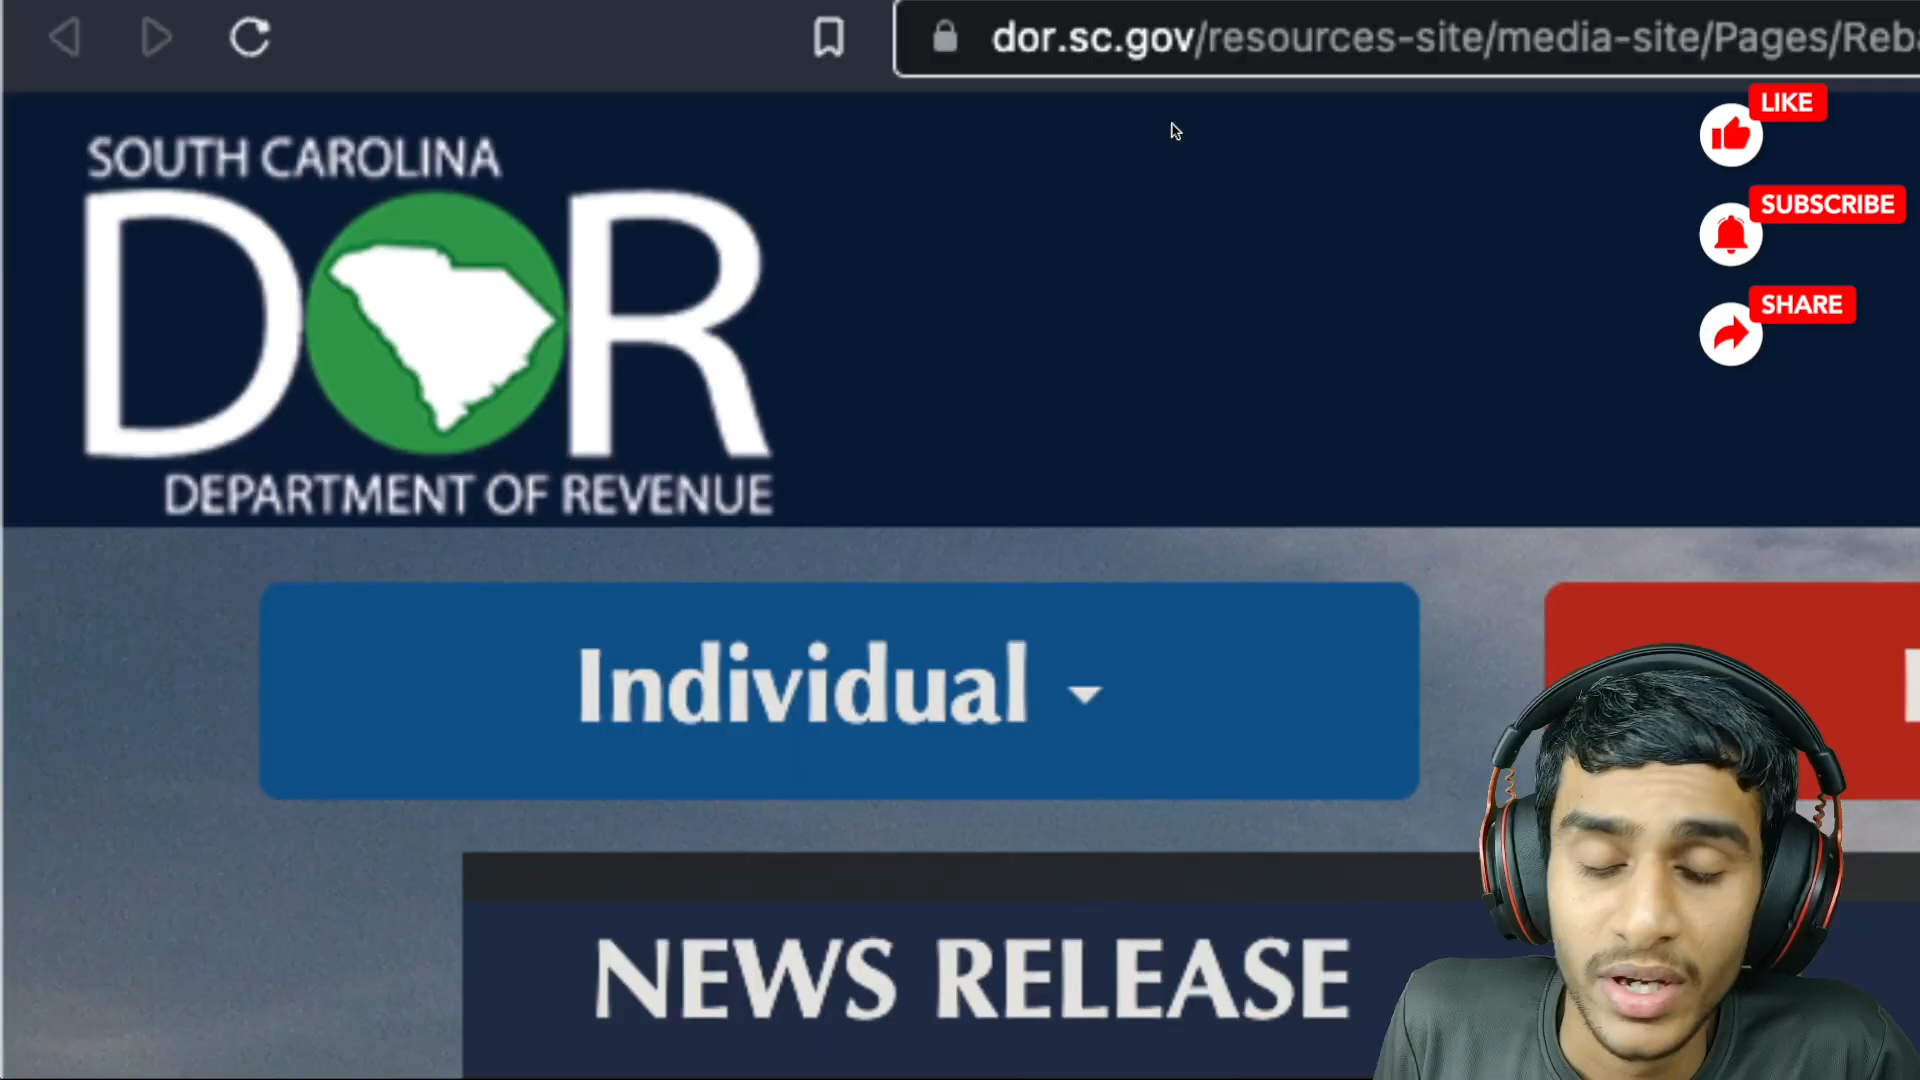 dor.sc.gov/resources-site/media-site/Pages/Reba
LIKE
SOUTH CAROLINA
DOR
DEPARTMENT OF REVENUE
SUBSCRIBE
SHARE
Individual
NEWS RELEASE